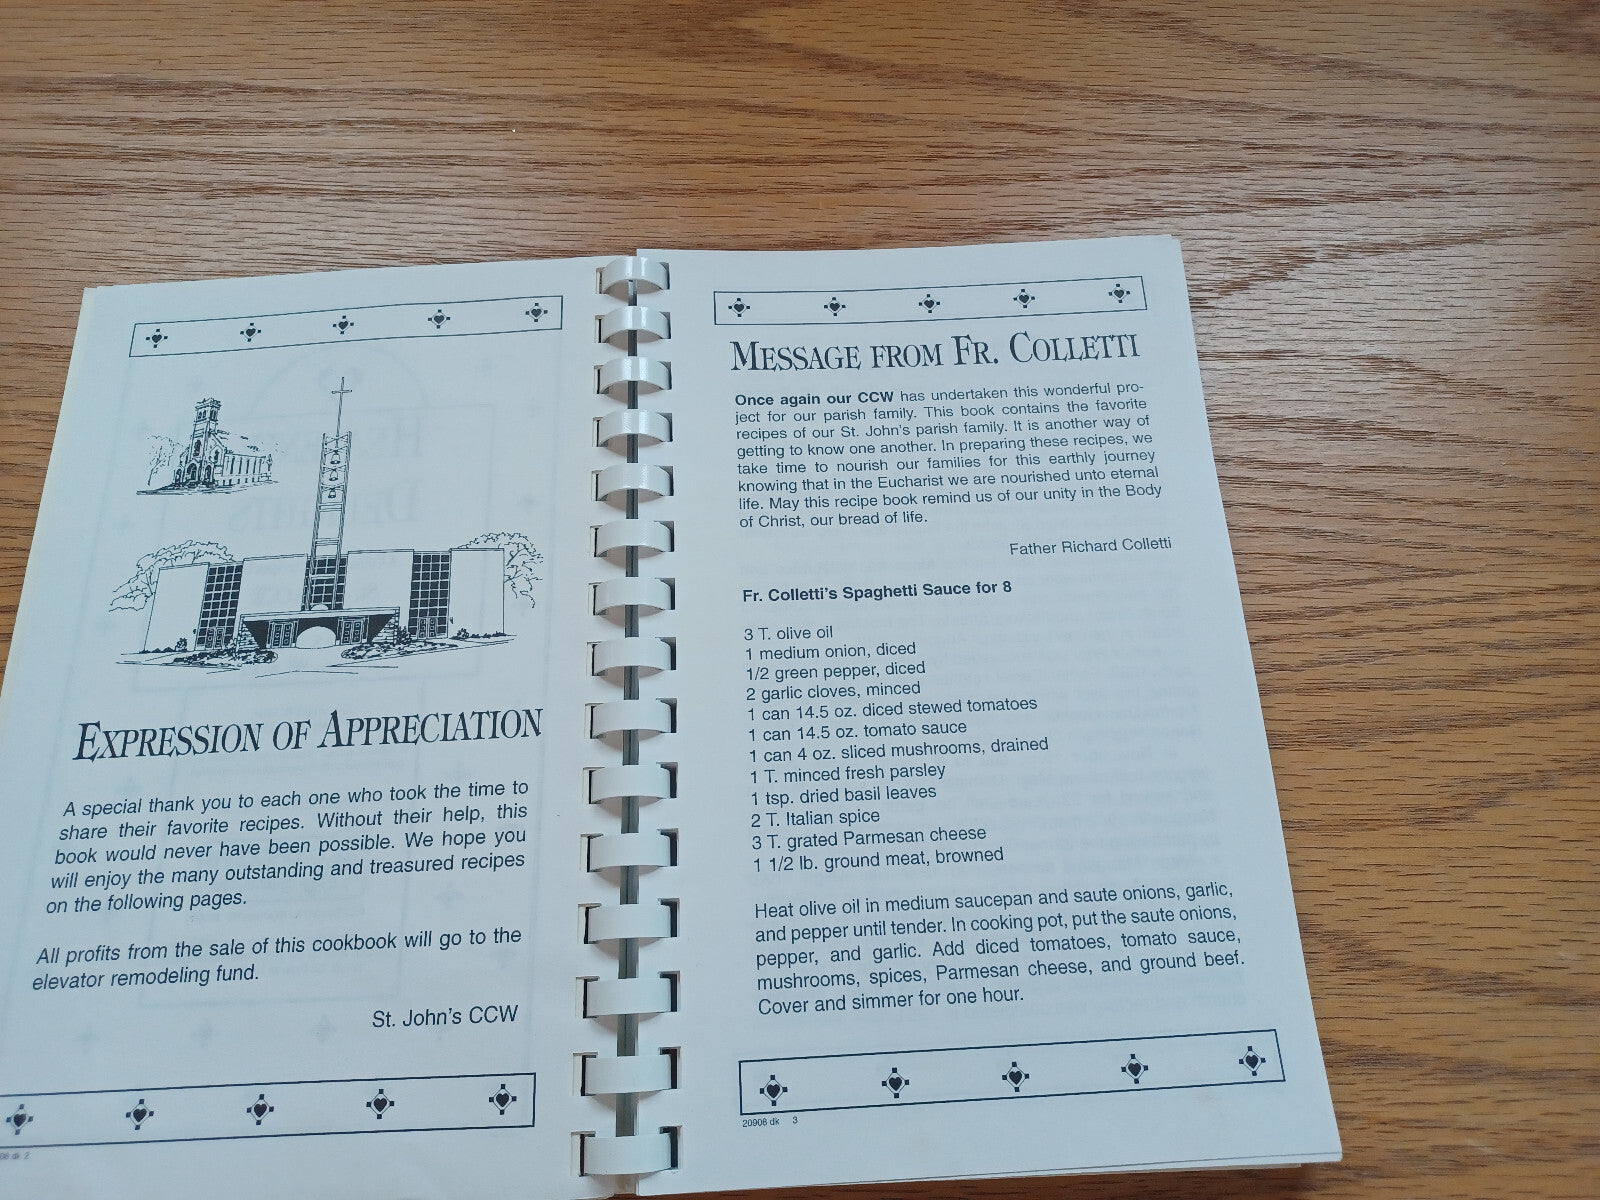 EXPRESSION OF APPRECIATION
A special thank you to each one who took the time to
share their favorite recipes. Without their help, this
book would never have been possible. We hope you
will enjoy the many outstanding and treasured recipes
on the following pages.
All profits from the sale of this cookbook will go to the
elevator remodeling fund.
St. John's CCW
dk 2
MESSAGE FROM FR. COLLETTI
Once again our CCW has undertaken this wonderful pro-
ject for our parish family. This book contains the favorite
recipes of our St. John's parish family. It is another way of
getting to know one another. In preparing these recipes, we
take time to nourish our families for this earthly journey
knowing that in the Eucharist we are nourished unto eternal
life. May this recipe book remind us of our unity in the Body
of Christ, our bread of life.
Father Richard Colletti
Fr. Colletti's Spaghetti Sauce for 8
3 T. olive oil
1 medium onion, diced
1/2 green pepper, diced
2 garlic cloves, minced
1 can 14.5 oz. diced stewed tomatoes
1 can 14.5 oz. tomato sauce
1 can 4 oz. sliced mushrooms, drained
1 T. minced fresh parsley
1 tsp. dried basil leaves
2 T. Italian spice
3 T. grated Parmesan cheese
1 1/2 lb. ground meat, browned
Heat olive oil in medium saucepan and saute onions, garlic,
and pepper until tender. In cooking pot, put the saute onions,
pepper, and garlic. Add diced tomatoes, tomato sauce,
mushrooms, spices, Parmesan cheese, and ground beef.
Cover and simmer for one hour.
20908 dk 3